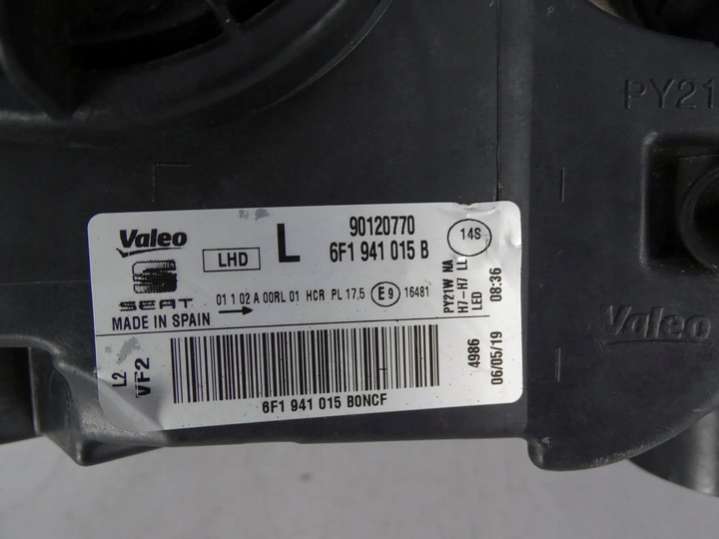 PY21
Valeo
LHD
L
90120770
6F1 941 015 B
14S
SEAT
01 1 02 A 00RL 01 HCR PL 17,5 E9 16481
MADE IN SPAIN
PY21W NA
H7-H7 LL
LED 08:36
L2
VF2
4986
06/05/19
6F1 941 015 B0NCF
Valeo